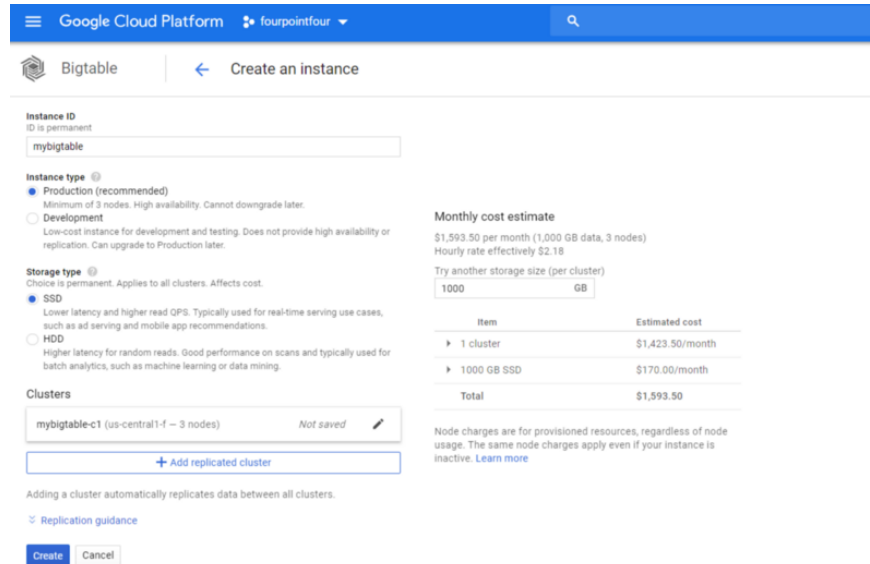 Google Cloud Platform fourpointfour
Bigtable Create an instance
Instance ID
ID is permanent
mybigtable
Instance type
Production (recommended)
Minimum of 3 nodes. High availability. Cannot downgrade later.
Development
Low-cost instance for development and testing. Does not provide high availability or
replication. Can upgrade to Production later.
Storage type
Choice is permanent. Applies to all clusters. Affects cost.
SSD
Lower latency and higher read QPS. Typically used for real-time serving use cases,
such as ad serving and mobile app recommendations.
HDD
Higher latency for random reads. Good performance on scans and typically used for
batch analytics, such as machine learning or data mining.
Clusters
mybigtable-c1 (us-central1-f — 3 nodes) Not saved
+ Add replicated cluster
Adding a cluster automatically replicates data between all clusters.
Replication guidance
Create Cancel
Monthly cost estimate
$1,593.50 per month (1,000 GB data, 3 nodes)
Hourly rate effectively $2.18
Try another storage size (per cluster)
1000 GB
Item Estimated cost
1 cluster $1,423.50/month
1000 GB SSD $170.00/month
Total $1,593.50
Node charges are for provisioned resources, regardless of node
usage. The same node charges apply even if your instance is
inactive. Learn more